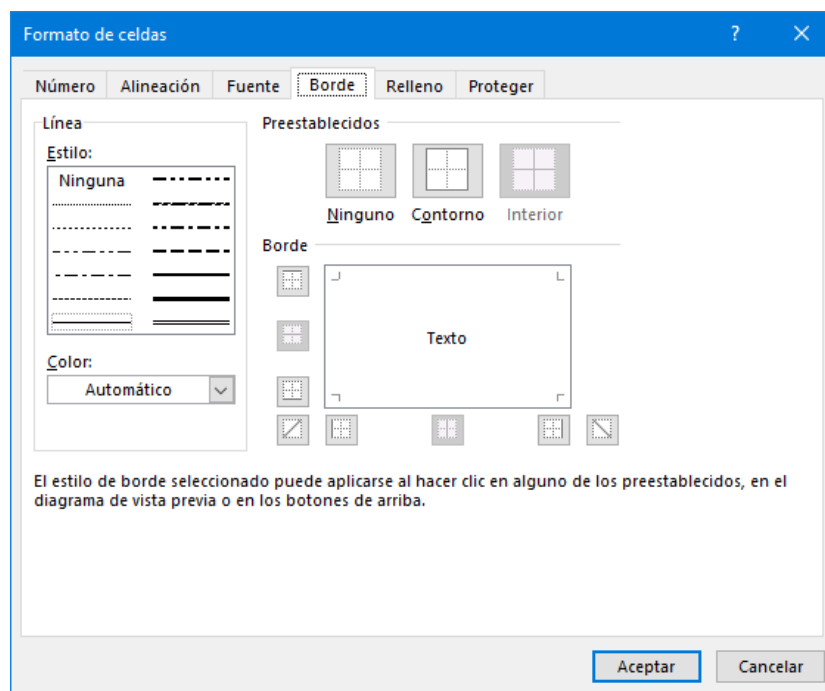 Formato de celdas
?
Número Alineación Fuente Borde Relleno Proteger
Línea
Estilo:
Ninguna
Color:
Automático
Preestablecidos
Ninguno Contorno Interior
Borde
Texto
El estilo de borde seleccionado puede aplicarse al hacer clic en alguno de los preestablecidos, en el
diagrama de vista previa o en los botones de arriba.
Aceptar Cancelar